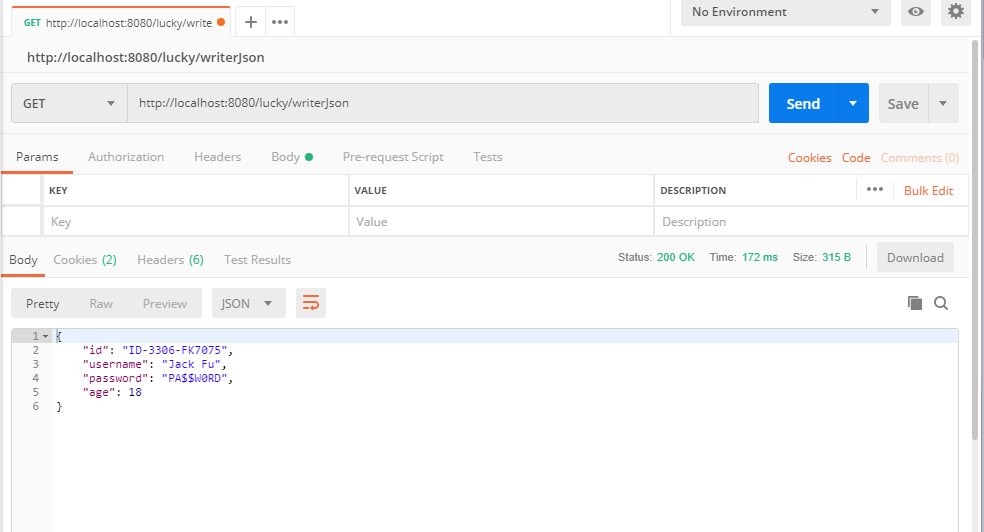 GET http://localhost:8080/lucky/write
No Environment
http://localhost:8080/lucky/writerJson
GET http://localhost:8080/lucky/writerJson Send Save
Params Authorization Headers Body Pre-request Script Tests Cookies Code Comments (0)
KEY VALUE DESCRIPTION ••• Bulk Edit
Key Value Description
Body Cookies (2) Headers (6) Test Results Status: 200 OK Time: 172 ms Size: 315 B Download
Pretty Raw Preview JSON
1 {
2 "id": "ID-3306-FK7075",
3 "username": "Jack Fu",
4 "password": "PA$$W0RD",
5 "age": 18
6 }